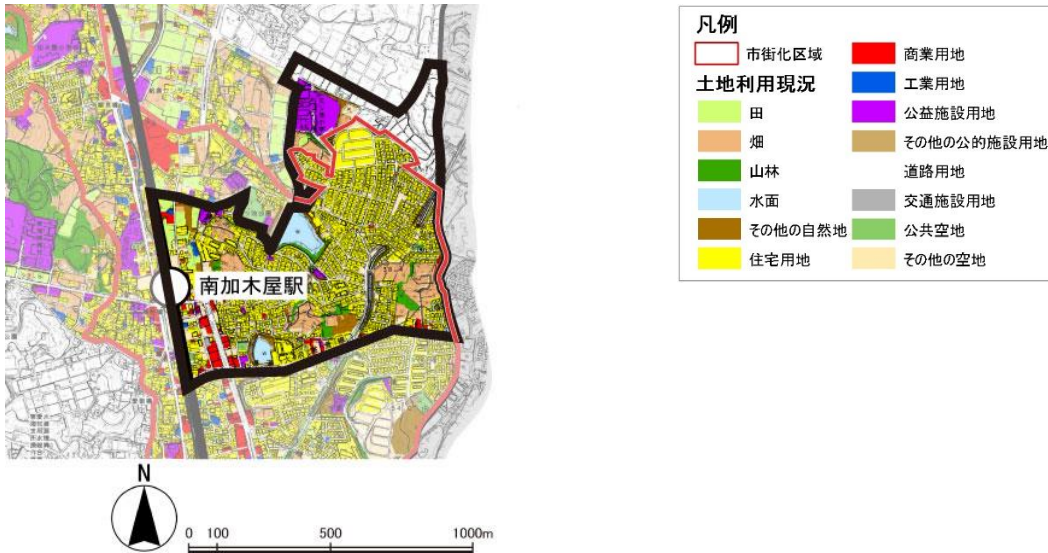 南加木屋駅
N
0 100 500 1000m
凡例
市街化区域
土地利用現況
田
畑
山林
水面
その他の自然地
住宅用地
商業用地
工業用地
公益施設用地
その他の公的施設用地
道路用地
交通施設用地
公共空地
その他の空地